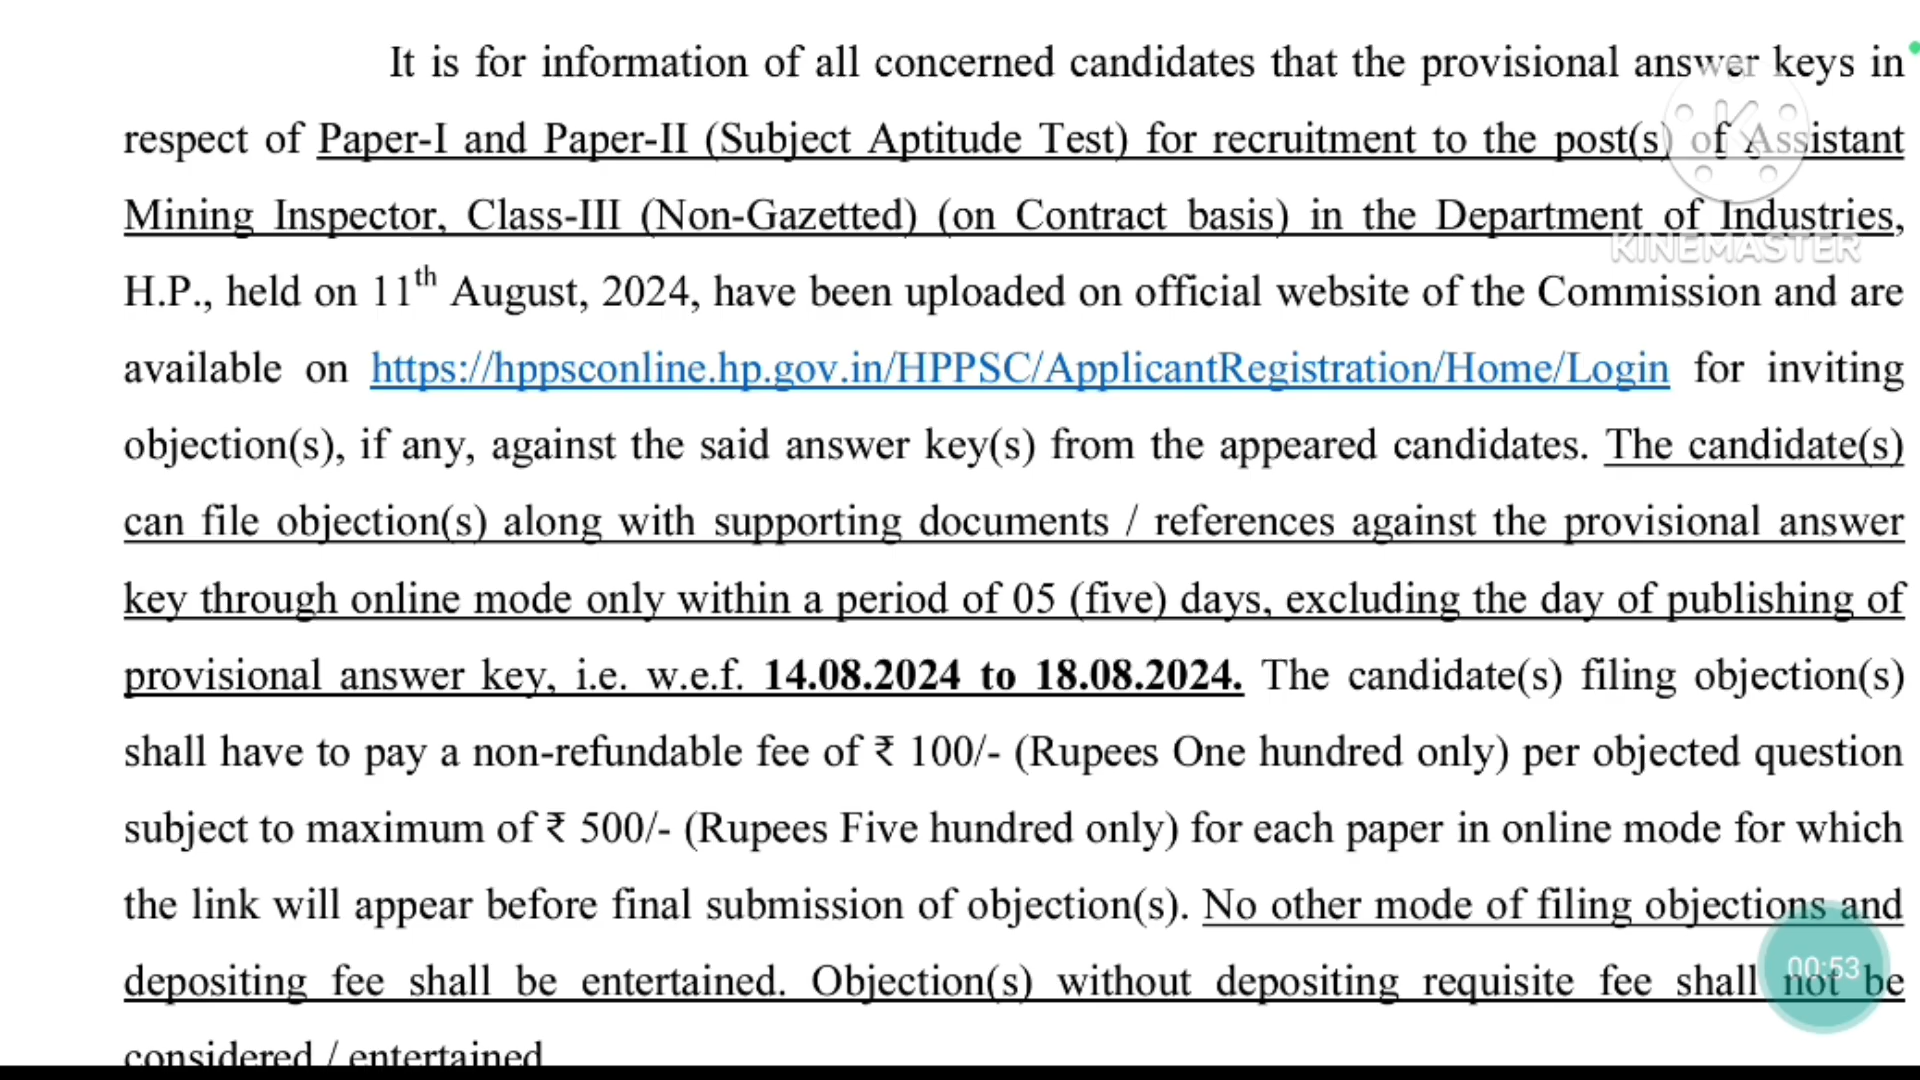 It is for information of all concerned candidates that the provisional answer keys in
respect of Paper-I and Paper-II (Subject Aptitude Test) for recruitment to the post(s) of Assistant
Mining Inspector, Class-III (Non-Gazetted) (on Contract basis) in the Department of Industries,
KINEMASTER
H.P., held on 11th August, 2024, have been uploaded on official website of the Commission and are
available on https://hppsconline.hp.gov.in/HPPSC/ApplicantRegistration/Home/Login for inviting
objection(s), if any, against the said answer key(s) from the appeared candidates. The candidate(s)
can file objection(s) along with supporting documents / references against the provisional answer
key through online mode only within a period of 05 (five) days, excluding the day of publishing of
provisional answer key, i.e. w.e.f. 14.08.2024 to 18.08.2024. The candidate(s) filing objection(s)
shall have to pay a non-refundable fee of ₹ 100/- (Rupees One hundred only) per objected question
subject to maximum of ₹ 500/- (Rupees Five hundred only) for each paper in online mode for which
the link will appear before final submission of objection(s). No other mode of filing objections and
depositing fee shall be entertained. Objection(s) without depositing requisite fee shall not be
00:53
considered / entertained